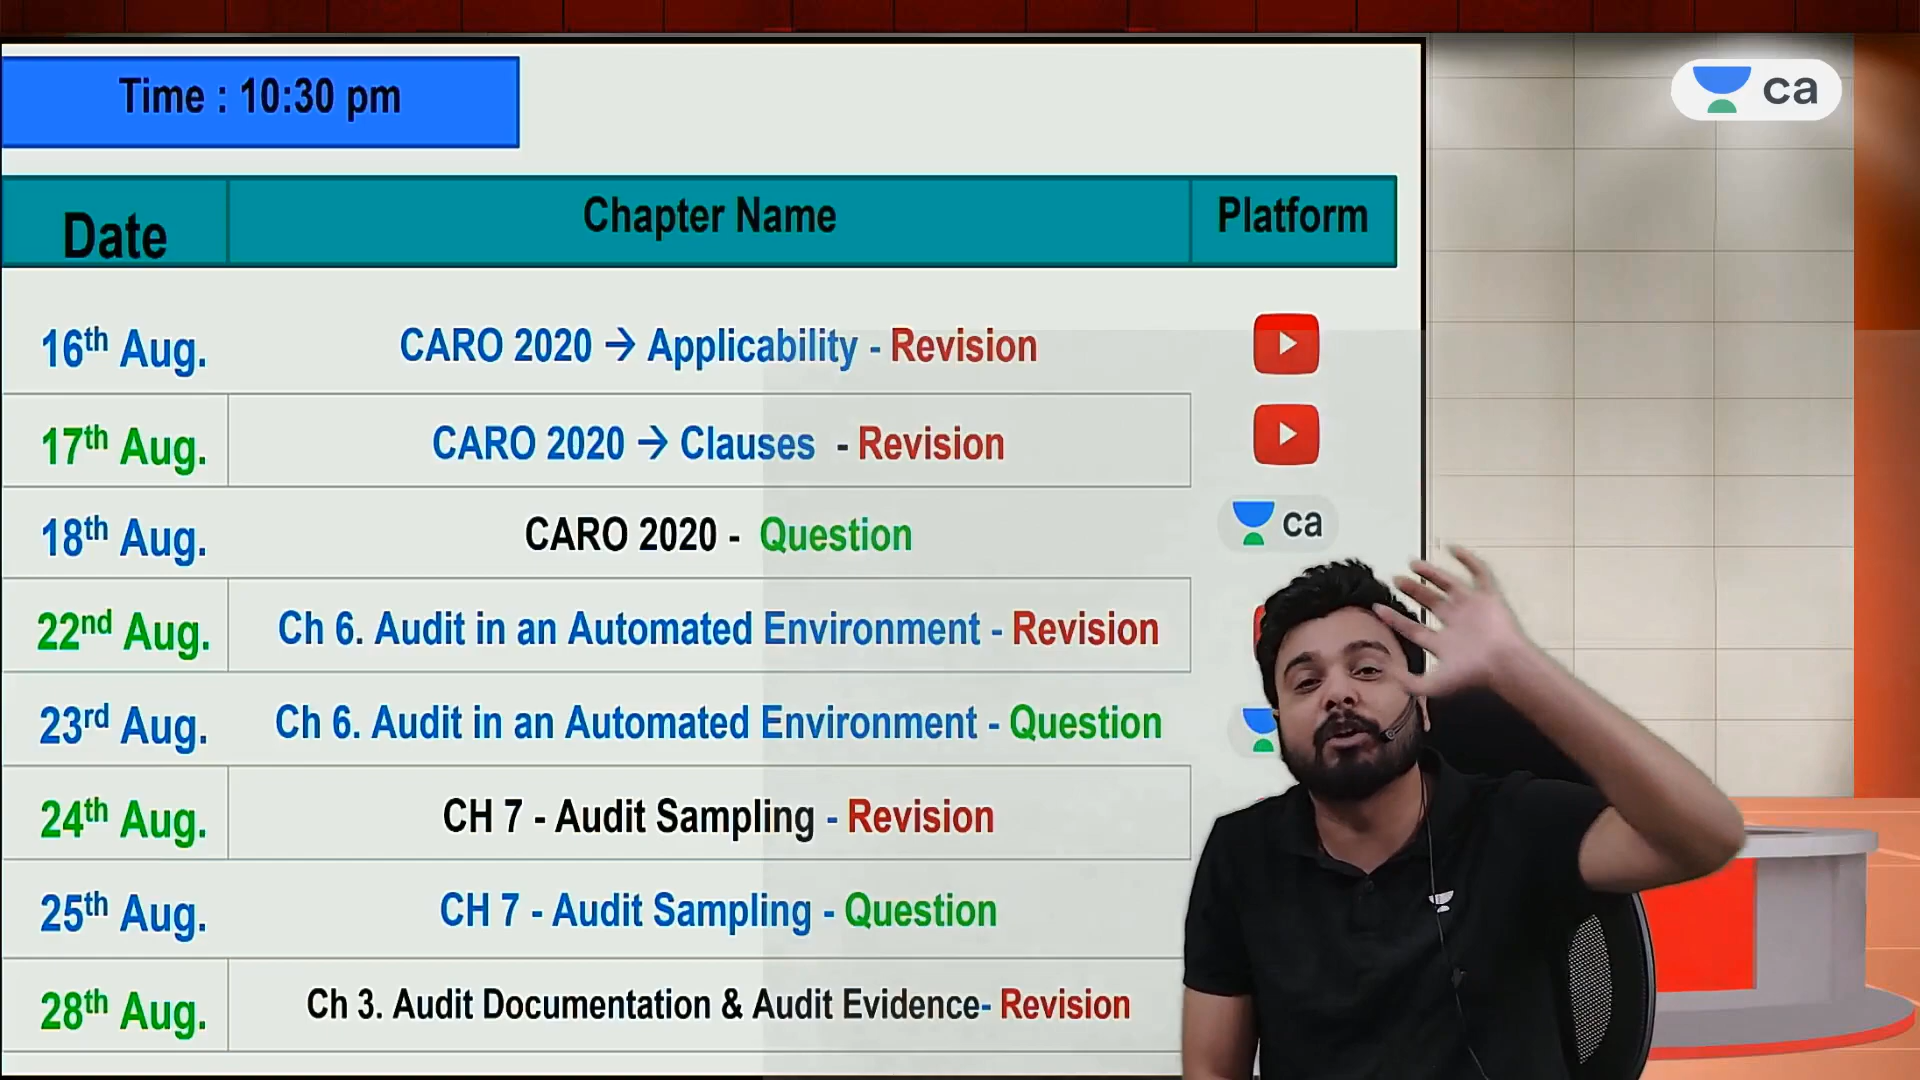 Time : 10:30 pm
ca
Date Chapter Name Platform
16th Aug. CARO 2020 → Applicability - Revision
17th Aug. CARO 2020 → Clauses - Revision
18th Aug. CARO 2020 - Question ca
22nd Aug. Ch 6. Audit in an Automated Environment - Revision
23rd Aug. Ch 6. Audit in an Automated Environment - Question
24th Aug. CH 7 - Audit Sampling - Revision
25th Aug. CH 7 - Audit Sampling - Question
28th Aug. Ch 3. Audit Documentation & Audit Evidence- Revision